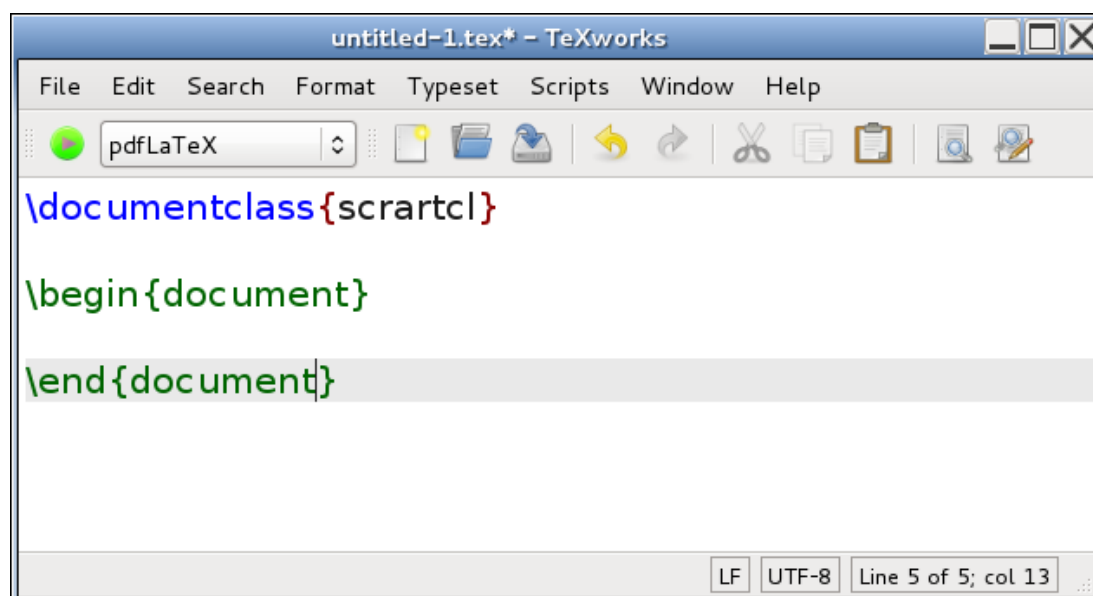 untitled-1.tex* – TeXworks
File Edit Search Format Typeset Scripts Window Help
pdfLaTeX
\documentclass{scrartcl}
\begin{document}
\end{document}
LF UTF-8 Line 5 of 5; col 13